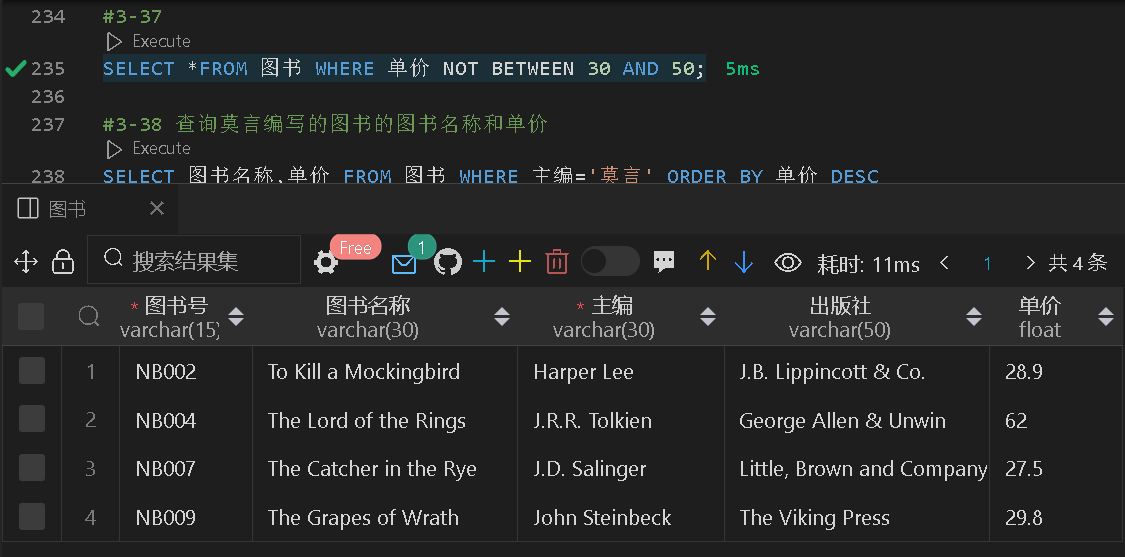 234 #3-37
Execute
235 SELECT *FROM 图书 WHERE 单价 NOT BETWEEN 30 AND 50; 5ms
236
237 #3-38 查询莫言编写的图书的图书名称和单价
Execute
238 SELECT 图书名称,单价 FROM 图书 WHERE 主编='莫言' ORDER BY 单价 DESC
图书
搜索结果集 Free 1 耗时: 11ms 1 共 4 条
* 图书号 图书名称 * 主编 出版社 单价
varchar(15) varchar(30) varchar(30) varchar(50) float
1 NB002 To Kill a Mockingbird Harper Lee J.B. Lippincott & Co. 28.9
2 NB004 The Lord of the Rings J.R.R. Tolkien George Allen & Unwin 62
3 NB007 The Catcher in the Rye J.D. Salinger Little, Brown and Company 27.5
4 NB009 The Grapes of Wrath John Steinbeck The Viking Press 29.8